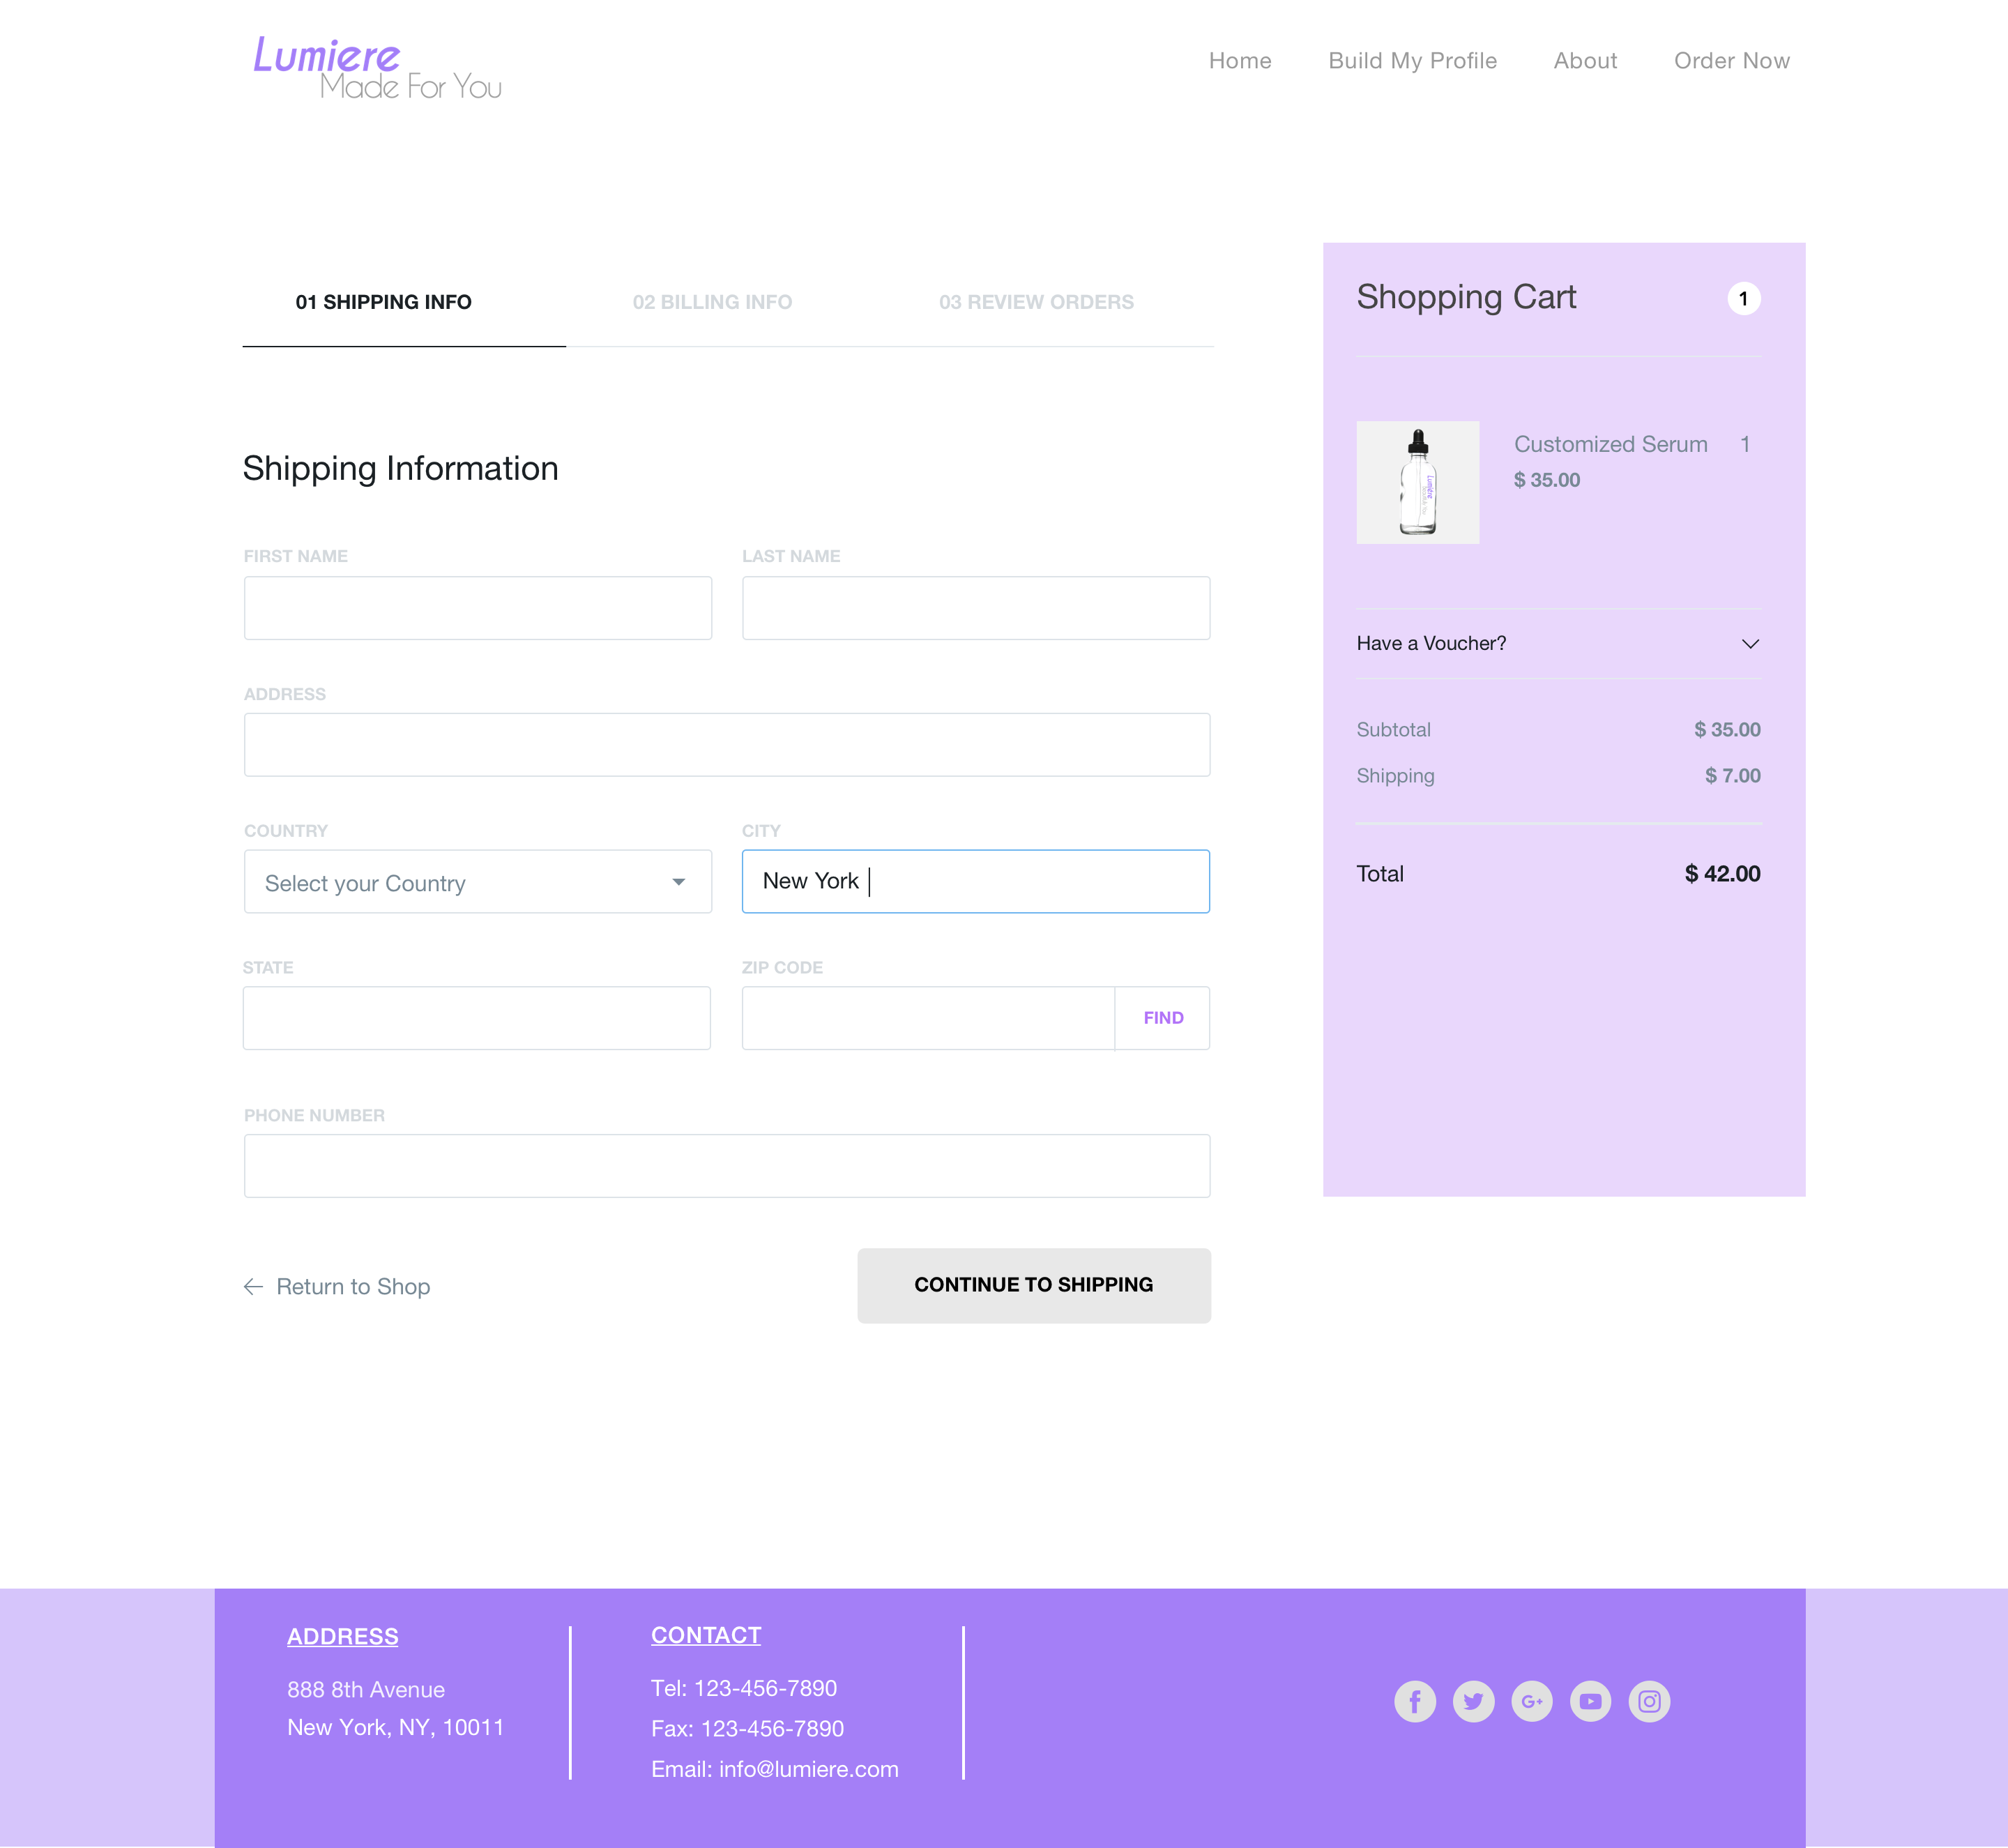 Lumiere
Made For You
Home Build My Profile About Order Now
01 SHIPPING INFO 02 BILLING INFO 03 REVIEW ORDERS
Shipping Information
FIRST NAME LAST NAME
ADDRESS
COUNTRY CITY
Select your Country New York
STATE ZIP CODE
FIND
PHONE NUMBER
Return to Shop CONTINUE TO SHIPPING
Shopping Cart 1
Lumiere
Customized Serum 1
$ 35.00
Have a Voucher?
Subtotal $ 35.00
Shipping $ 7.00
Total $ 42.00
ADDRESS
888 8th Avenue
New York, NY, 10011
CONTACT
Tel: 123-456-7890
Fax: 123-456-7890
Email: info@lumiere.com
G+